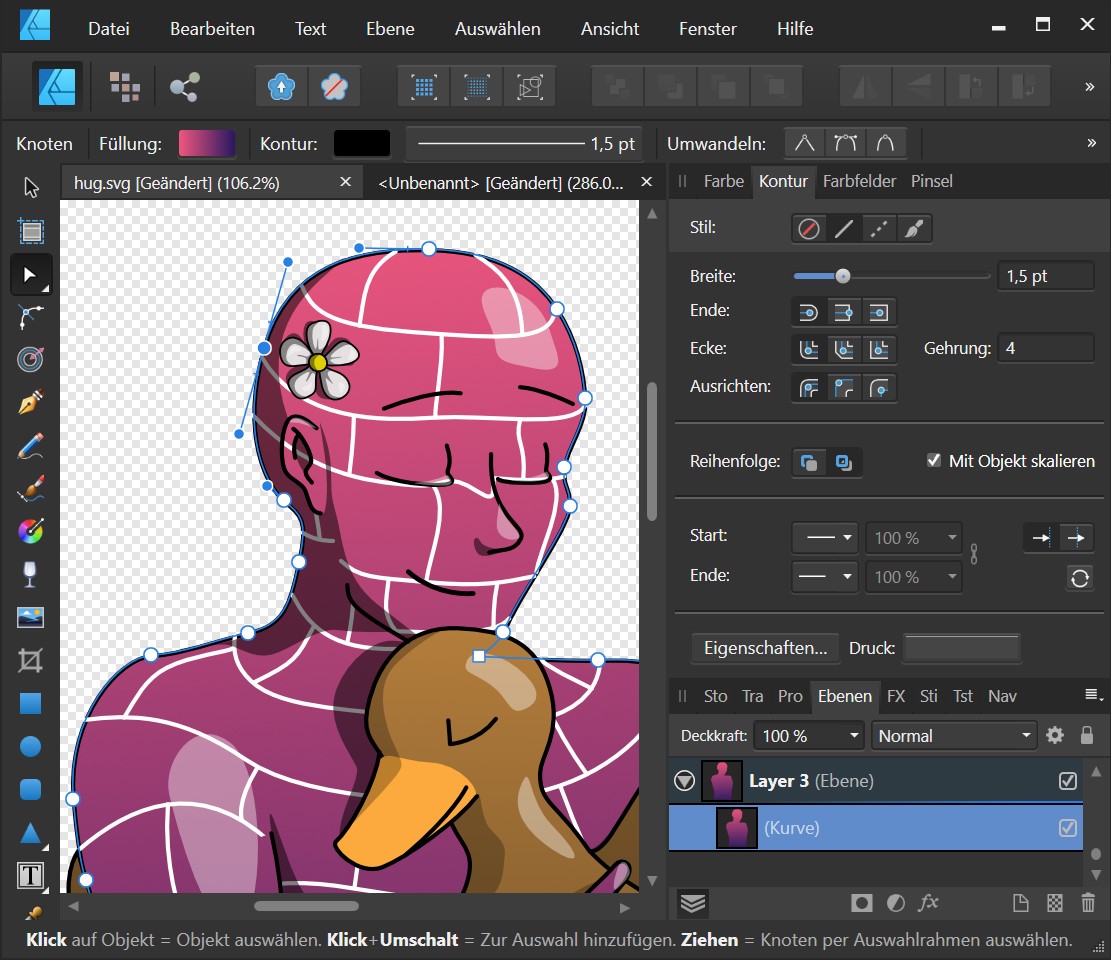 Datei Bearbeiten Text Ebene Auswählen Ansicht Fenster Hilfe
»
Knoten Füllung: Kontur: 1,5 pt Umwandeln: »
hug.svg [Geändert] (106.2%) <Unbenannt> [Geändert] (286.0...
Farbe Kontur Farbfelder Pinsel
Stil:
Breite: 1,5 pt
Ende:
Ecke: Gehrung: 4
Ausrichten:
Reihenfolge: Mit Objekt skalieren
Start: 100 %
Ende: 100 %
Eigenschaften... Druck:
Sto Tra Pro Ebenen FX Sti Tst Nav
Deckkraft: 100 % Normal
Layer 3 (Ebene)
(Kurve)
T
fx
Klick auf Objekt = Objekt auswählen. Klick+Umschalt = Zur Auswahl hinzufügen. Ziehen = Knoten per Auswahlrahmen auswählen.